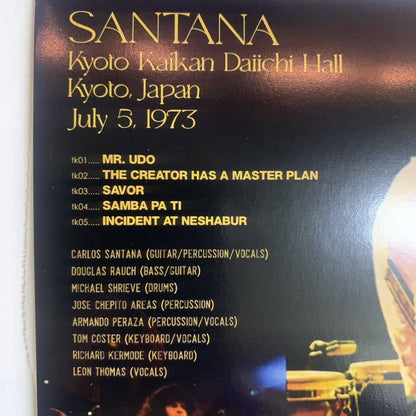 SANTANA
Kyoto Kaikan Daiichi Hall
Kyoto, Japan
July 5, 1973
tk01..... MR. UDO
tk02..... THE CREATOR HAS A MASTER PLAN
tk03..... SAVOR
tk04..... SAMBA PA TI
tk05..... INCIDENT AT NESHABUR
CARLOS SANTANA (GUITAR/PERCUSSION/VOCALS)
DOUGLAS RAUCH (BASS/GUITAR)
MICHAEL SHRIEVE (DRUMS)
JOSE CHEPITO AREAS (PERCUSSION)
ARMANDO PERAZA (PERCUSSION/VOCALS)
TOM COSTER (KEYBOARD/VOCALS)
RICHARD KERMODE (KEYBOARD)
LEON THOMAS (VOCALS)